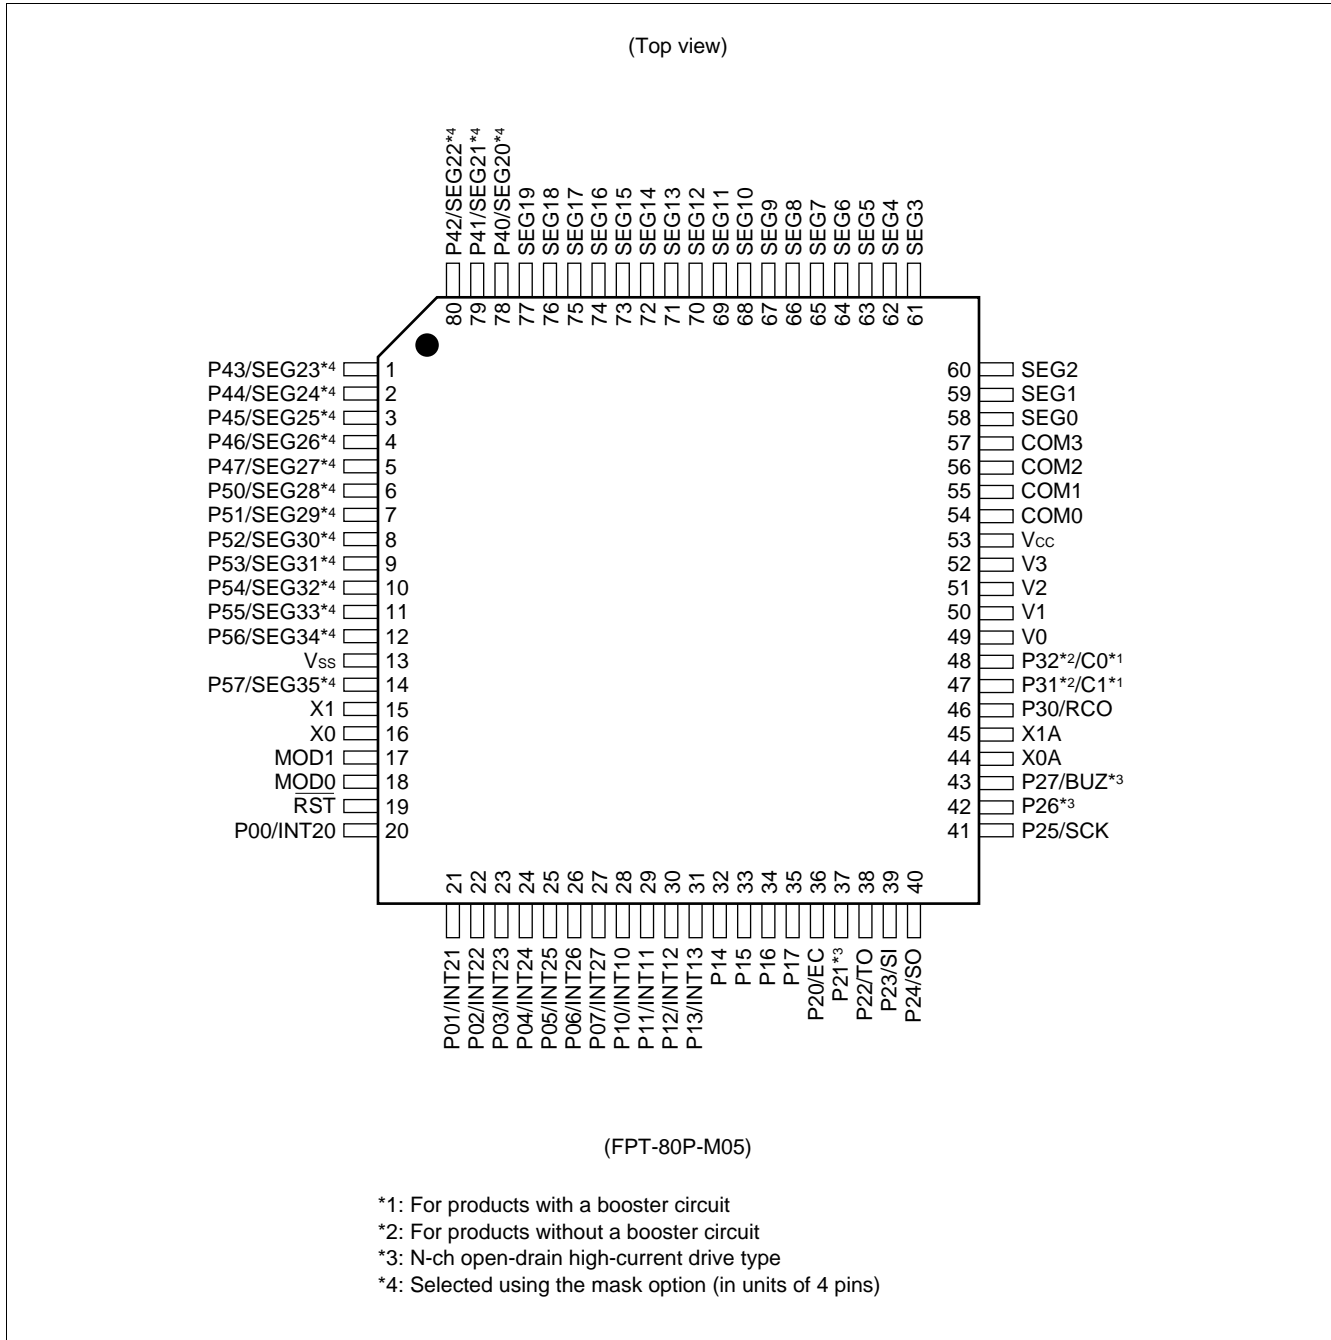 (Top view)
P42/SEG22*4
P41/SEG21*4
P40/SEG20*4
SEG19
SEG18
SEG17
SEG16
SEG15
SEG14
SEG13
SEG12
SEG11
SEG10
SEG9
SEG8
SEG7
SEG6
SEG5
SEG4
SEG3
80 79 78 77 76 75 74 73 72 71 70 69 68 67 66 65 64 63 62 61
P43/SEG23*4 1
P44/SEG24*4 2
P45/SEG25*4 3
P46/SEG26*4 4
P47/SEG27*4 5
P50/SEG28*4 6
P51/SEG29*4 7
P52/SEG30*4 8
P53/SEG31*4 9
P54/SEG32*4 10
P55/SEG33*4 11
P56/SEG34*4 12
Vss 13
P57/SEG35*4 14
X1 15
X0 16
MOD1 17
MOD0 18
RST 19
P00/INT20 20
60 SEG2
59 SEG1
58 SEG0
57 COM3
56 COM2
55 COM1
54 COM0
53 Vcc
52 V3
51 V2
50 V1
49 V0
48 P32*2/C0*1
47 P31*2/C1*1
46 P30/RCO
45 X1A
44 X0A
43 P27/BUZ*3
42 P26*3
41 P25/SCK
21 22 23 24 25 26 27 28 29 30 31 32 33 34 35 36 37 38 39 40
P01/INT21
P02/INT22
P03/INT23
P04/INT24
P05/INT25
P06/INT26
P07/INT27
P10/INT10
P11/INT11
P12/INT12
P13/INT13
P14
P15
P16
P17
P20/EC
P21*3
P22/TO
P23/SI
P24/SO
(FPT-80P-M05)
*1: For products with a booster circuit
*2: For products without a booster circuit
*3: N-ch open-drain high-current drive type
*4: Selected using the mask option (in units of 4 pins)